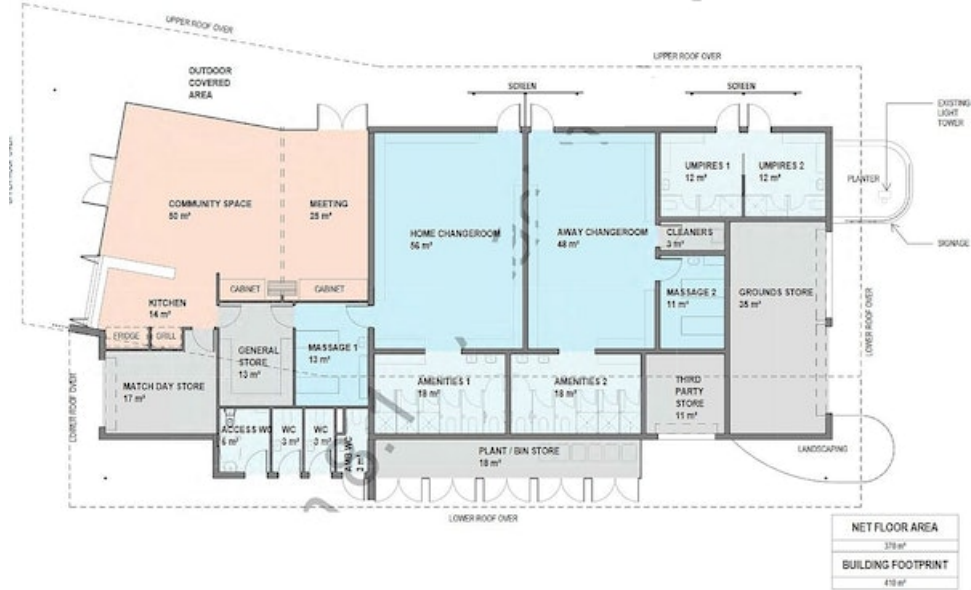 UPPER ROOF OVER
UPPER ROOF OVER
OUTDOOR
COVERED
AREA
SCREEN
SCREEN
EXISTING
LIGHT
TOWER
UMPIRES 1
12 m²
UMPIRES 2
12 m²
PLANTER
COMMUNITY SPACE
50 m²
MEETING
25 m²
HOME CHANGEROOM
56 m²
AWAY CHANGEROOM
48 m²
CLEANERS
3 m²
SIGNAGE
CABINET
CABINET
MASSAGE 2
11 m²
GROUNDS STORE
35 m²
KITCHEN
14 m²
FRIDGE
GRILL
GENERAL
STORE
13 m²
MASSAGE 1
13 m²
LOWER ROOF OVER
MATCH DAY STORE
17 m²
AMENITIES 1
18 m²
AMENITIES 2
18 m²
THIRD
PARTY
STORE
11 m²
LOWER ROOF OVER
ACCESS WC
6 m²
WC
3 m²
WC
3 m²
AMB WC
3 m²
PLANT / BIN STORE
18 m²
LANDSCAPING
LOWER ROOF OVER
NET FLOOR AREA
378 m²
BUILDING FOOTPRINT
410 m²